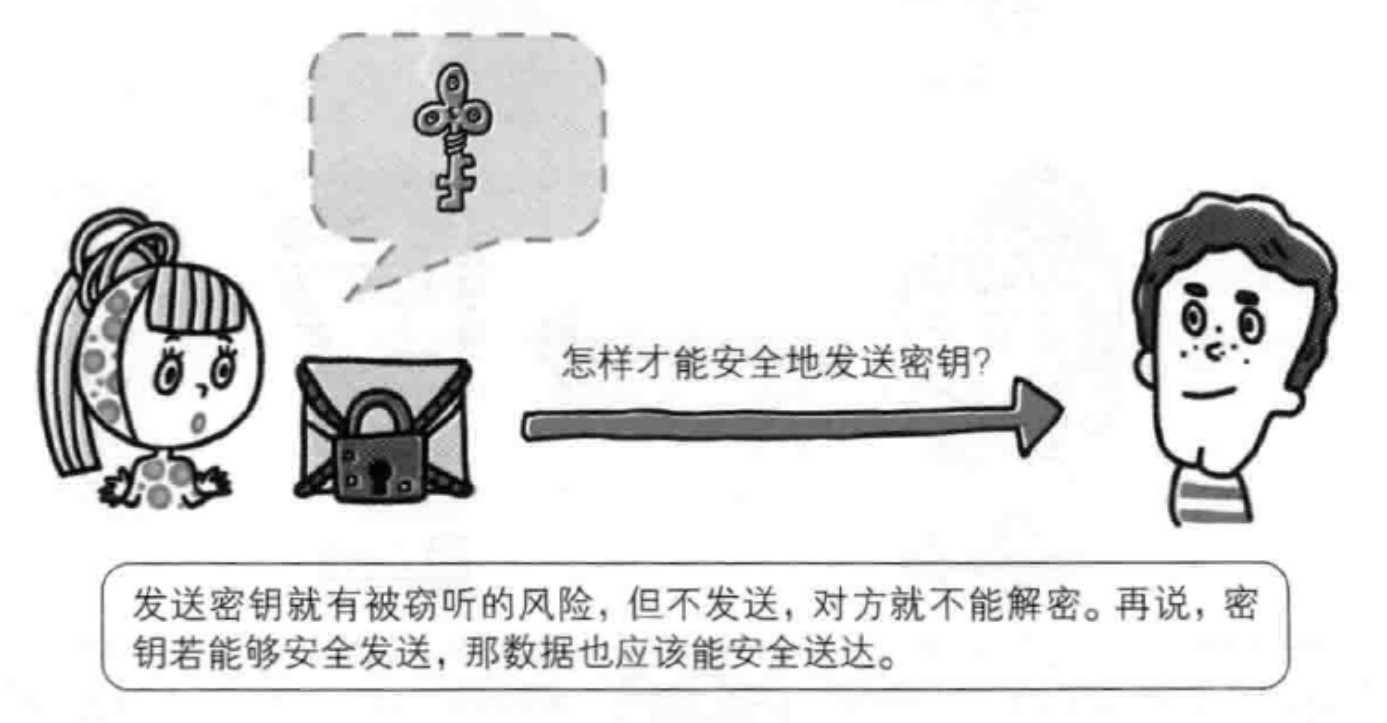 怎样才能安全地发送密钥?
发送密钥就有被窃听的风险，但不发送，对方就不能解密。再说，密
钥若能够安全发送，那数据也应该能安全送达。